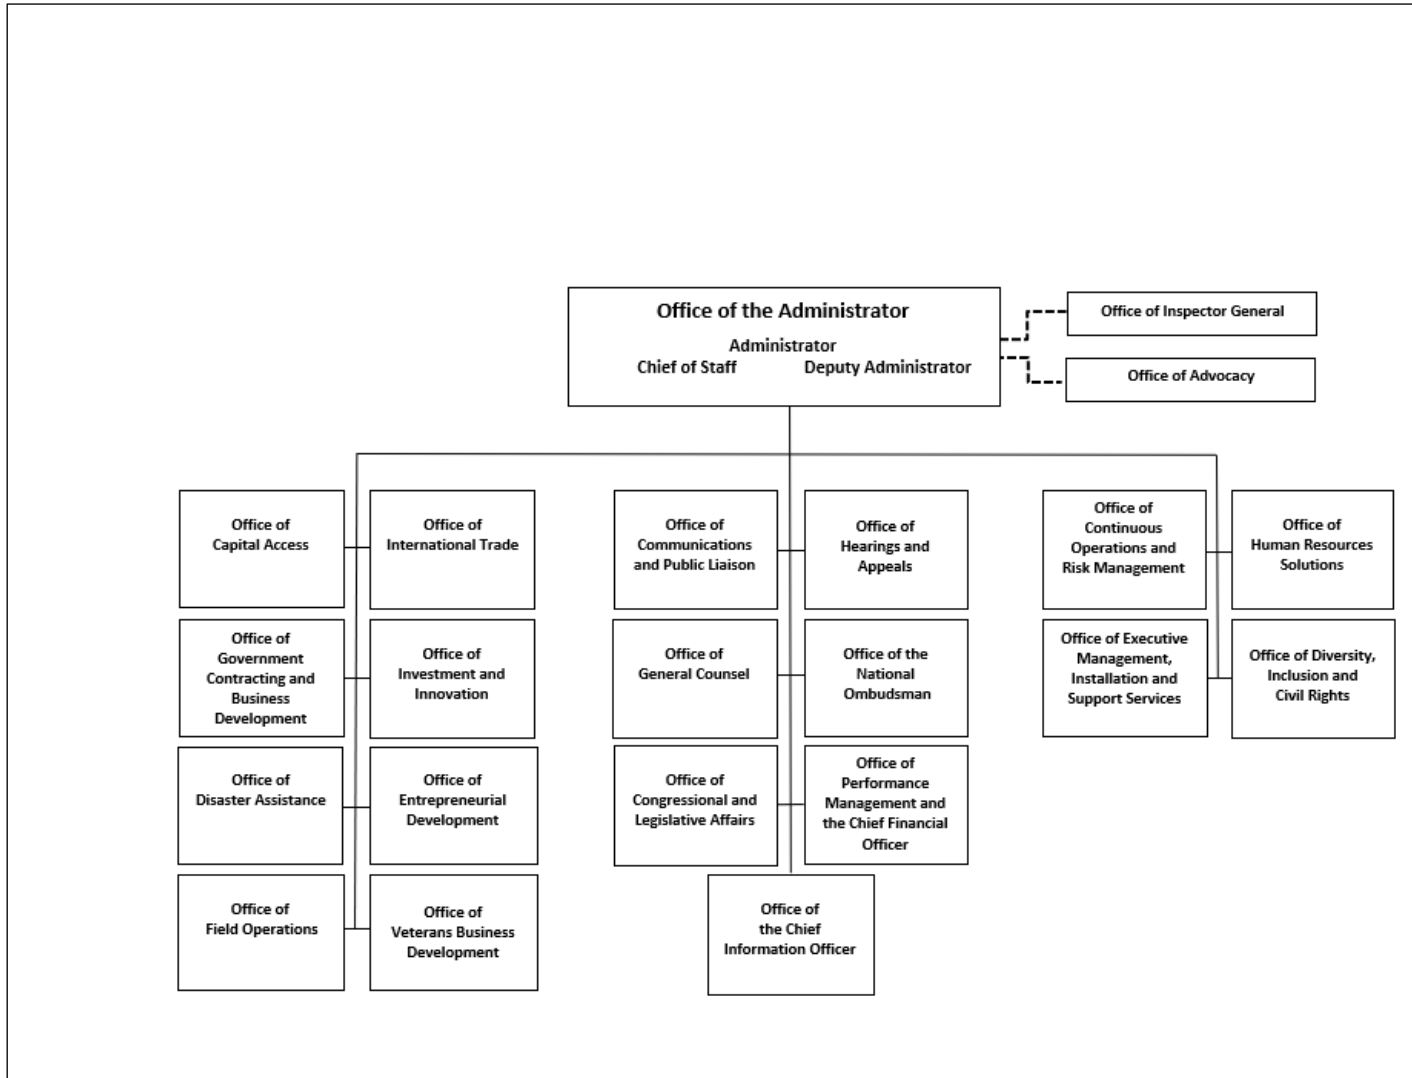 Office of the Administrator
Administrator
Chief of Staff Deputy Administrator
Office of Inspector General
Office of Advocacy
Office of
Capital Access
Office of
International Trade
Office of
Communications
and Public Liaison
Office of
Hearings and
Appeals
Office of
Continuous
Operations and
Risk Management
Office of
Human Resources
Solutions
Office of
Government
Contracting and
Business
Development
Office of
Investment and
Innovation
Office of
General Counsel
Office of the
National
Ombudsman
Office of Executive
Management,
Installation and
Support Services
Office of Diversity,
Inclusion and
Civil Rights
Office of
Disaster Assistance
Office of
Entrepreneurial
Development
Office of
Congressional and
Legislative Affairs
Office of
Performance
Management and
the Chief Financial
Officer
Office of
Field Operations
Office of
Veterans Business
Development
Office of
the Chief
Information Officer